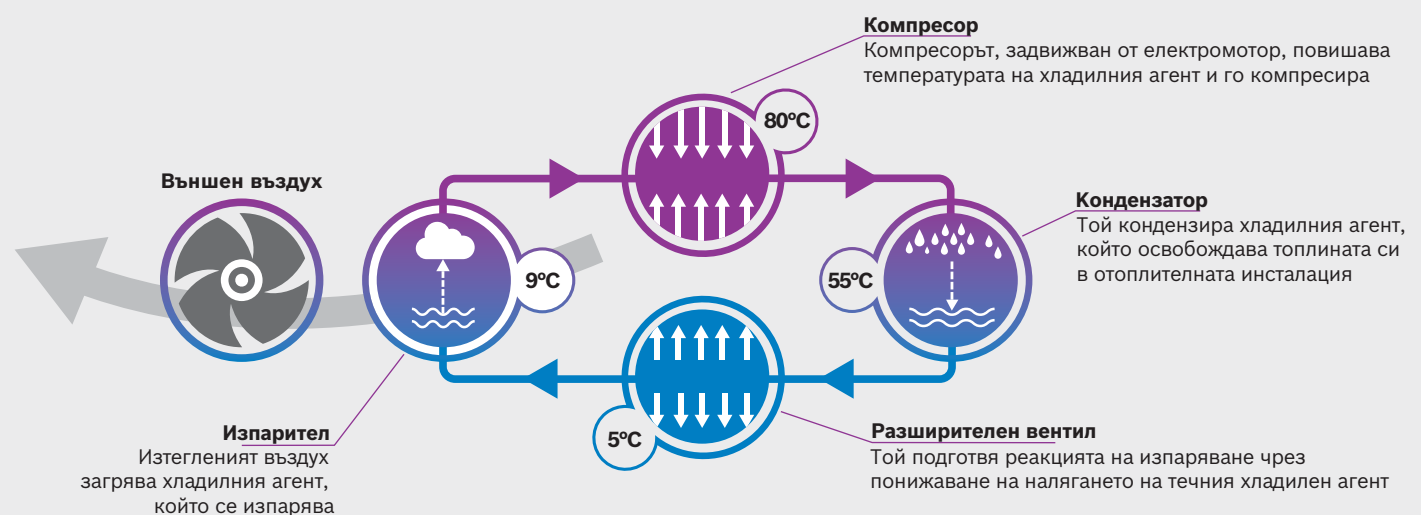 Компресор
Компресорът, задвижван от електромотор, повишава
температурата на хладилния агент и го компресира
80ºC
Външен въздух
Кондензатор
Той кондензира хладилния агент,
който освобождава топлината си
в отоплителната инсталация
9ºC
55ºC
Изпарител
Изтегленият въздух
загрява хладилния агент,
който се изпарява
5ºC
Разширителен вентил
Той подготвя реакцията на изпаряване чрез
понижаване на налягането на течния хладилен агент